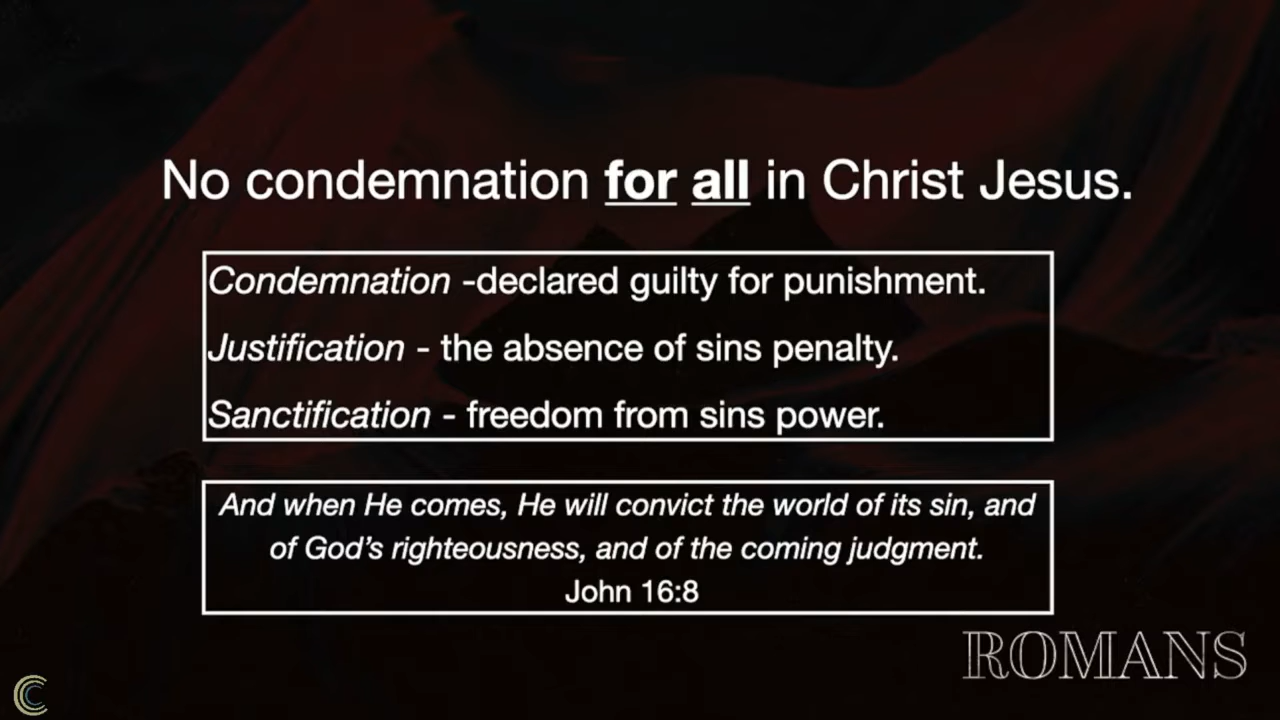 No condemnation for all in Christ Jesus.
Condemnation -declared guilty for punishment.
Justification - the absence of sins penalty.
Sanctification - freedom from sins power.
And when He comes, He will convict the world of its sin, and
of God’s righteousness, and of the coming judgment.
John 16:8
ROMANS